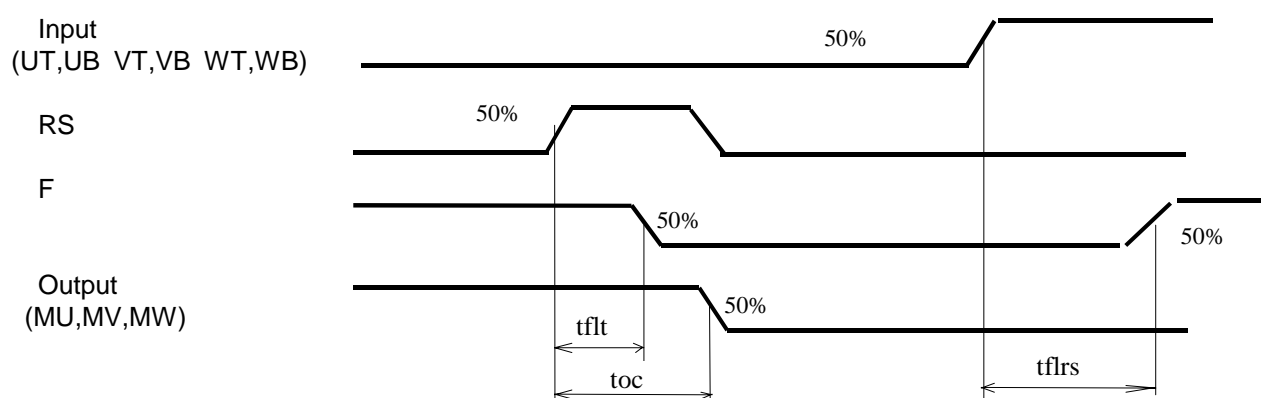 Input
(UT,UB VT,VB WT,WB)
50%
RS
50%
F
50%
50%
Output
(MU,MV,MW)
50%
tflt
toc
tflrs